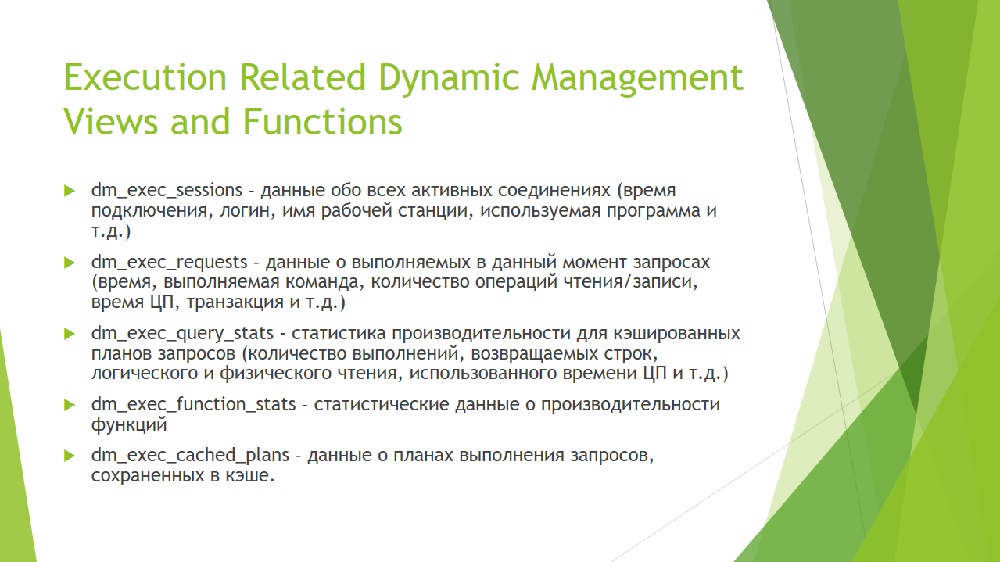 Execution Related Dynamic Management
Views and Functions
dm_exec_sessions – данные обо всех активных соединениях (время
подключения, логин, имя рабочей станции, используемая программа и
т.д.)
dm_exec_requests – данные о выполняемых в данный момент запросах
(время, выполняемая команда, количество операций чтения/записи,
время ЦП, транзакция и т.д.)
dm_exec_query_stats - статистика производительности для кэшированных
планов запросов (количество выполнений, возвращаемых строк,
логического и физического чтения, использованного времени ЦП и т.д.)
dm_exec_function_stats – статистические данные о производительности
функций
dm_exec_cached_plans – данные о планах выполнения запросов,
сохраненных в кэше.